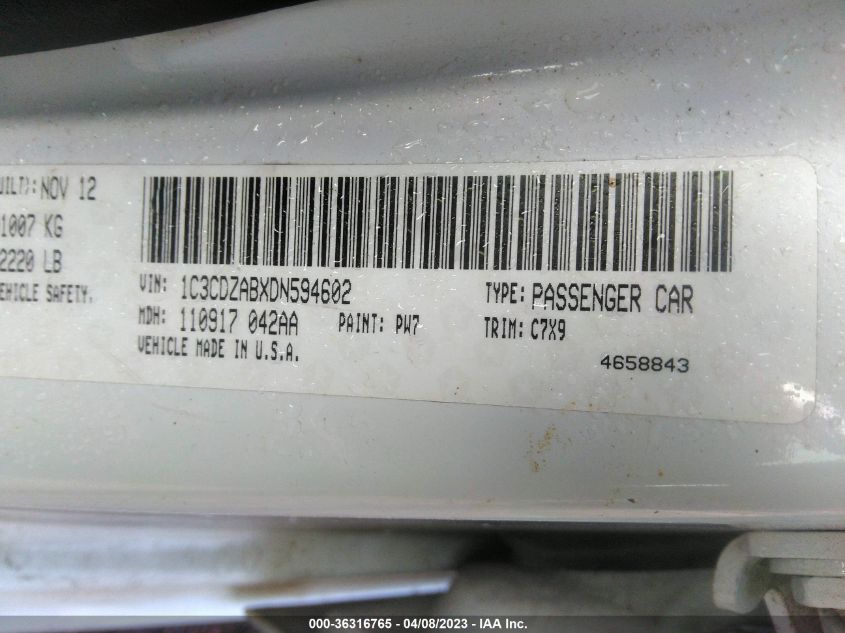 UILT): NOV 12
1007 KG
2220 LB
EHICLE SAFETY.
VIN: 1C3CDZABXDN594602 TYPE: PASSENGER CAR
MDH: 110917 042AA PAINT: PW7 TRIM: C7X9
VEHICLE MADE IN U.S.A.
4658843
000-36316765 - 04/08/2023 - IAA Inc.